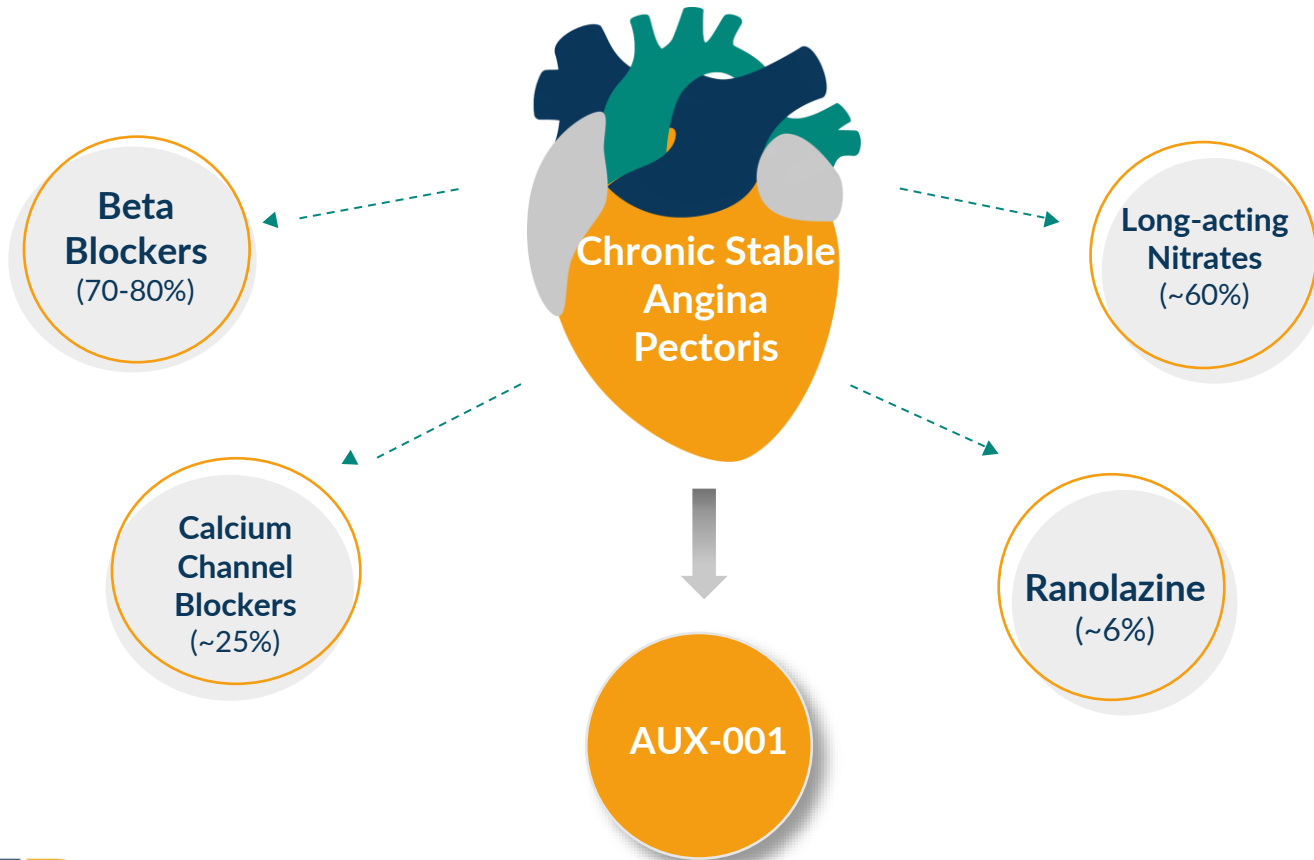 Beta
Blockers
(70-80%)
Chronic Stable
Angina
Pectoris
Long-acting
Nitrates
(~60%)
Calcium
Channel
Blockers
(~25%)
Ranolazine
(~6%)
AUX-001